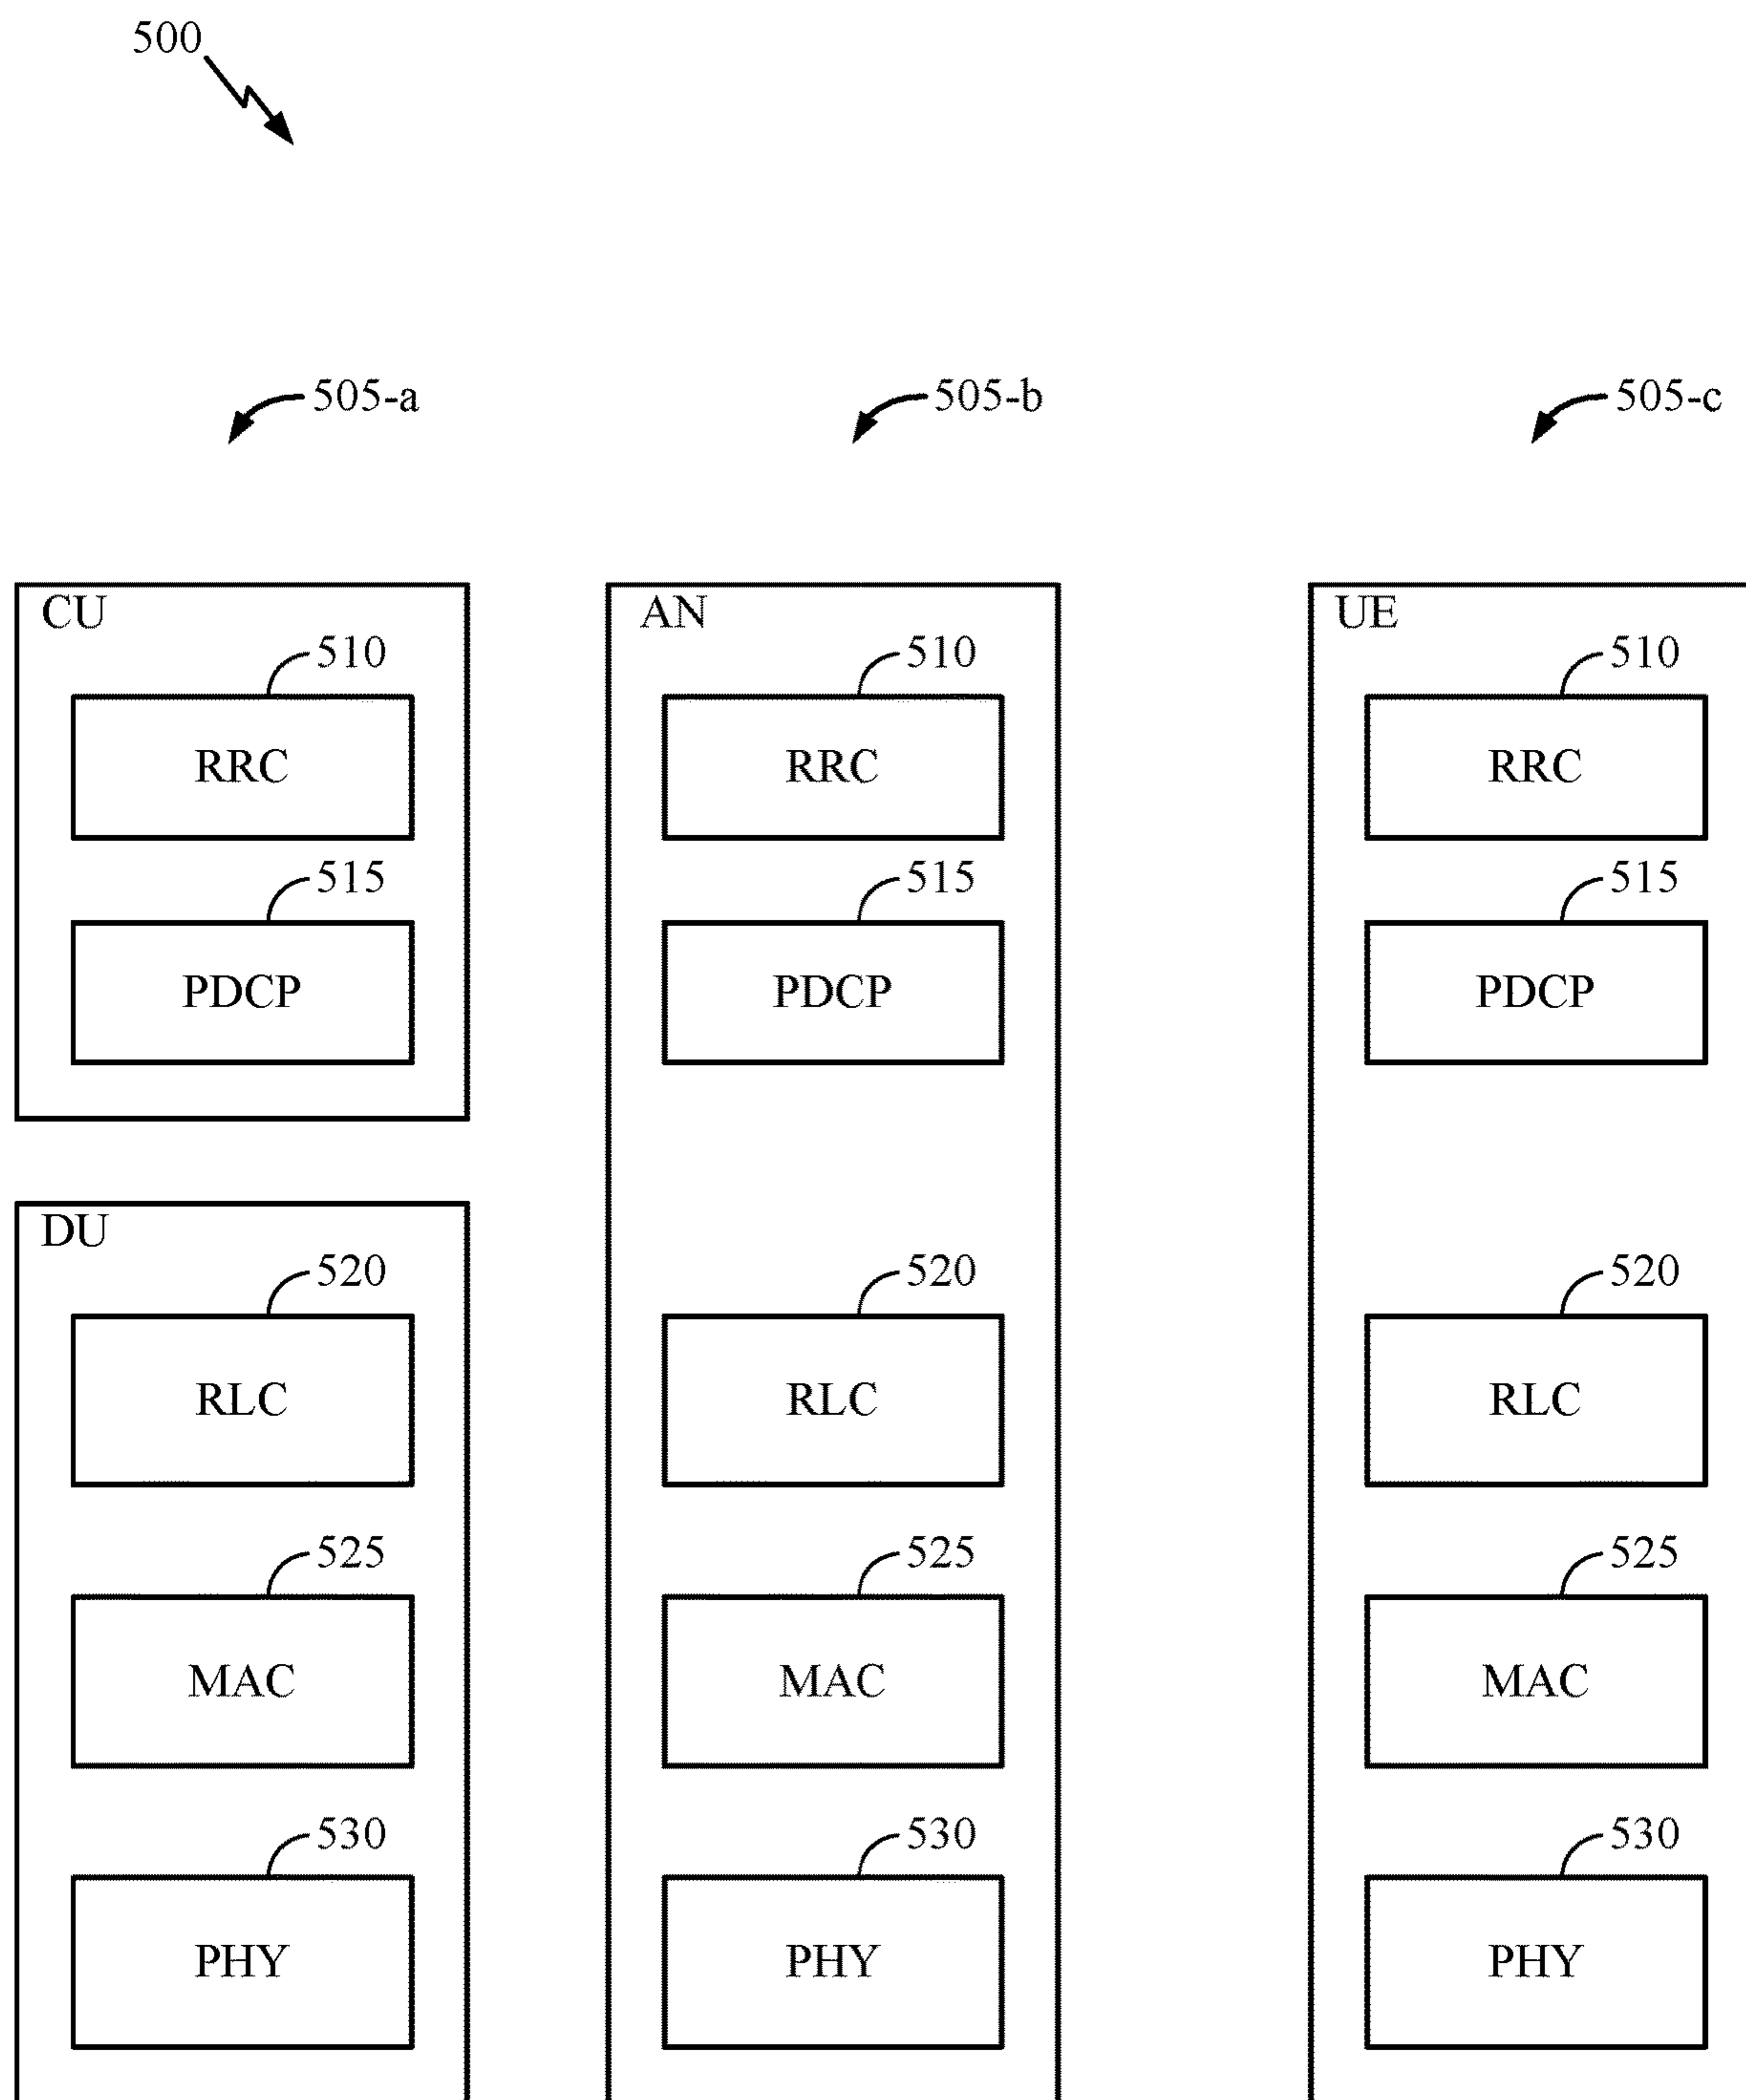 500
505-a 505-b 505-c
CU AN UE
510 510 510
RRC RRC RRC
515 515 515
PDCP PDCP PDCP
DU
520 520 520
RLC RLC RLC
525 525 525
MAC MAC MAC
530 530 530
PHY PHY PHY